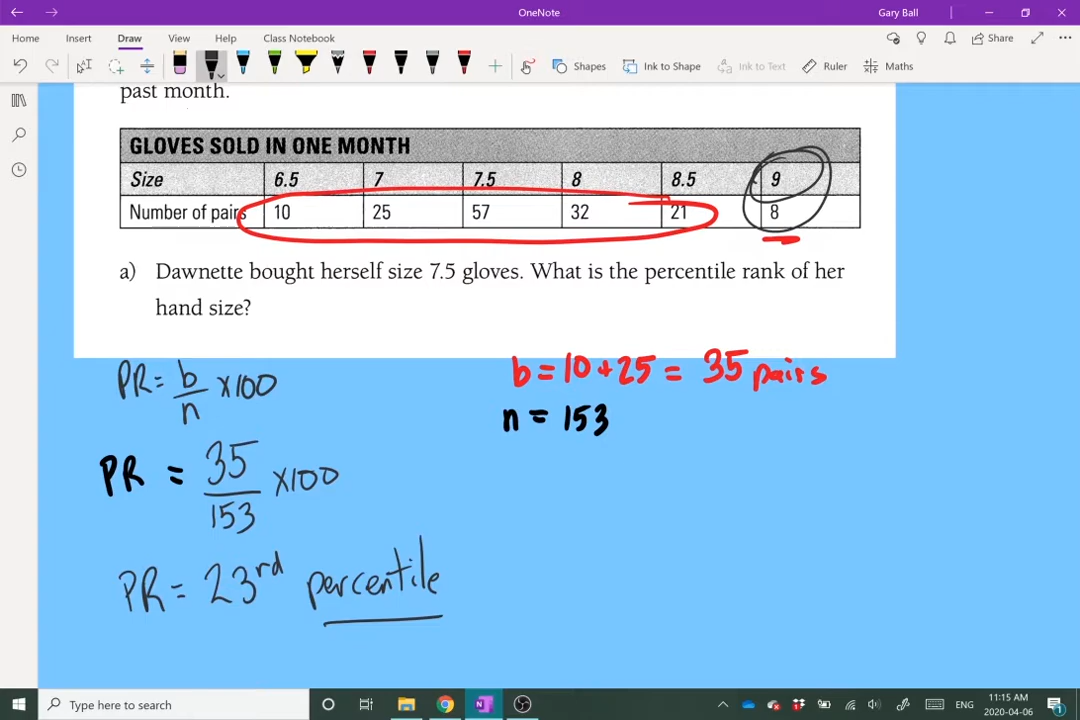 OneNote
Gary Ball
Home Insert Draw View Help Class Notebook
Share
Shapes Ink to Shape Ink to Text Ruler Maths
past month.
GLOVES SOLD IN ONE MONTH
Size 6.5 7 7.5 8 8.5 9
Number of pairs 10 25 57 32 21 8
a) Dawnette bought herself size 7.5 gloves. What is the percentile rank of her
hand size?
PR = b/n x100
b = 10 + 25 = 35 pairs
n = 153
PR = 35/153 x100
PR = 23rd percentile
Type here to search
ENG
11:15 AM
2020-04-06